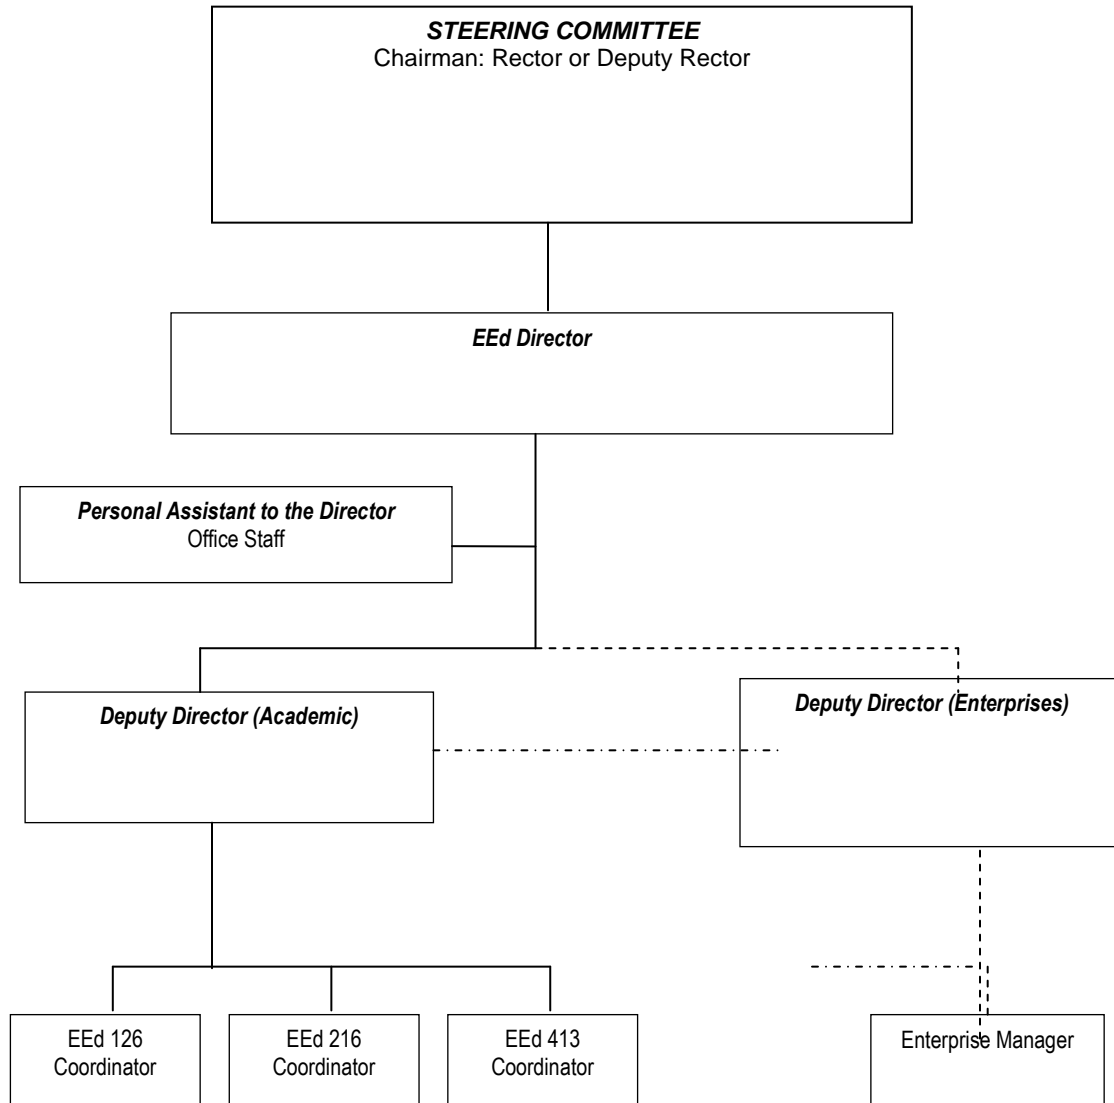 STEERING COMMITTEE
Chairman: Rector or Deputy Rector
EEd Director
Personal Assistant to the Director
Office Staff
Deputy Director (Academic)
Deputy Director (Enterprises)
EEd 126
Coordinator
EEd 216
Coordinator
EEd 413
Coordinator
Enterprise Manager